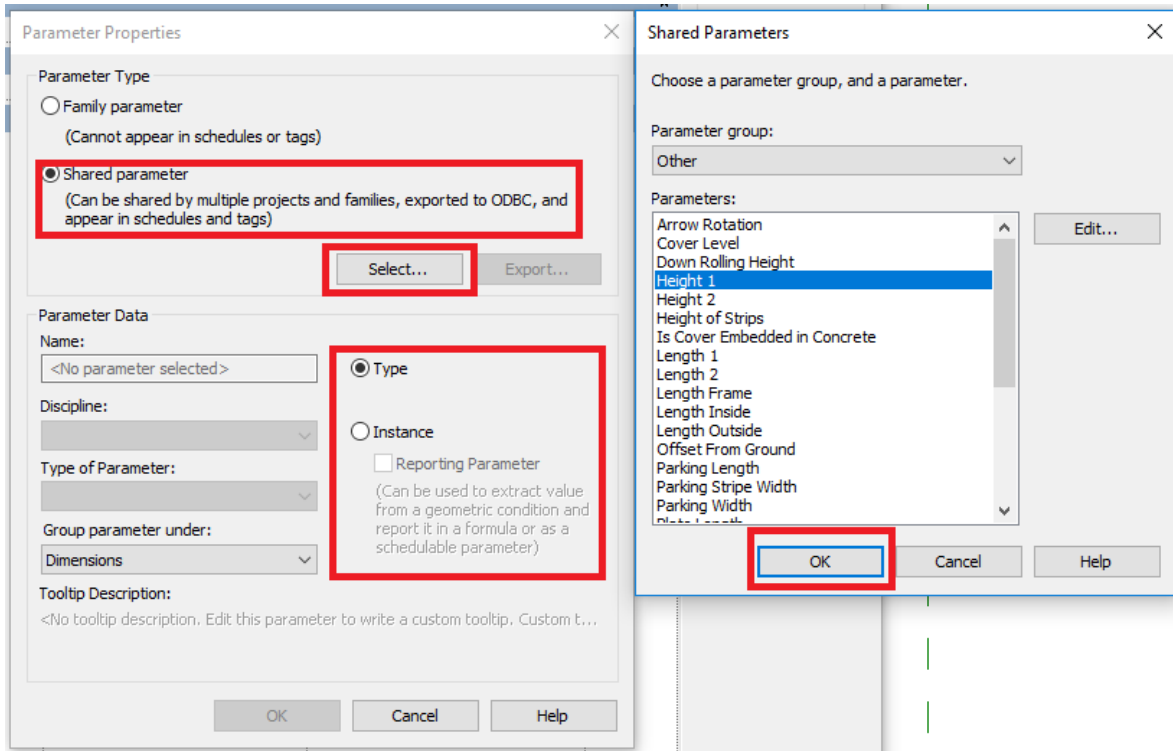 Parameter Properties
Parameter Type
Family parameter
(Cannot appear in schedules or tags)
Shared parameter
(Can be shared by multiple projects and families, exported to ODBC, and
appear in schedules and tags)
Select...
Export...
Parameter Data
Name:
<No parameter selected>
Discipline:
Type of Parameter:
Group parameter under:
Dimensions
Tooltip Description:
<No tooltip description. Edit this parameter to write a custom tooltip. Custom t...
Type
Instance
Reporting Parameter
(Can be used to extract value
from a geometric condition and
report it in a formula or as a
schedulable parameter)
OK
Cancel
Help
Shared Parameters
Choose a parameter group, and a parameter.
Parameter group:
Other
Parameters:
Arrow Rotation
Cover Level
Down Rolling Height
Height 1
Height 2
Height of Strips
Is Cover Embedded in Concrete
Length 1
Length 2
Length Frame
Length Inside
Length Outside
Offset From Ground
Parking Length
Parking Stripe Width
Parking Width
Edit...
OK
Cancel
Help